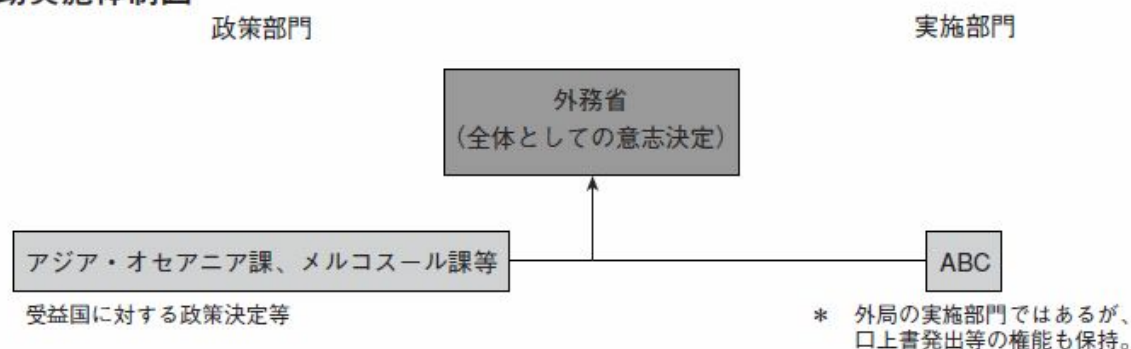 政策部門
実施部門
外務省
（全体としての意志決定）
アジア・オセアニア課、メルコスール課等
ABC
受益国に対する政策決定等
＊ 外局の実施部門ではあるが、
口上書発出等の権能も保持。